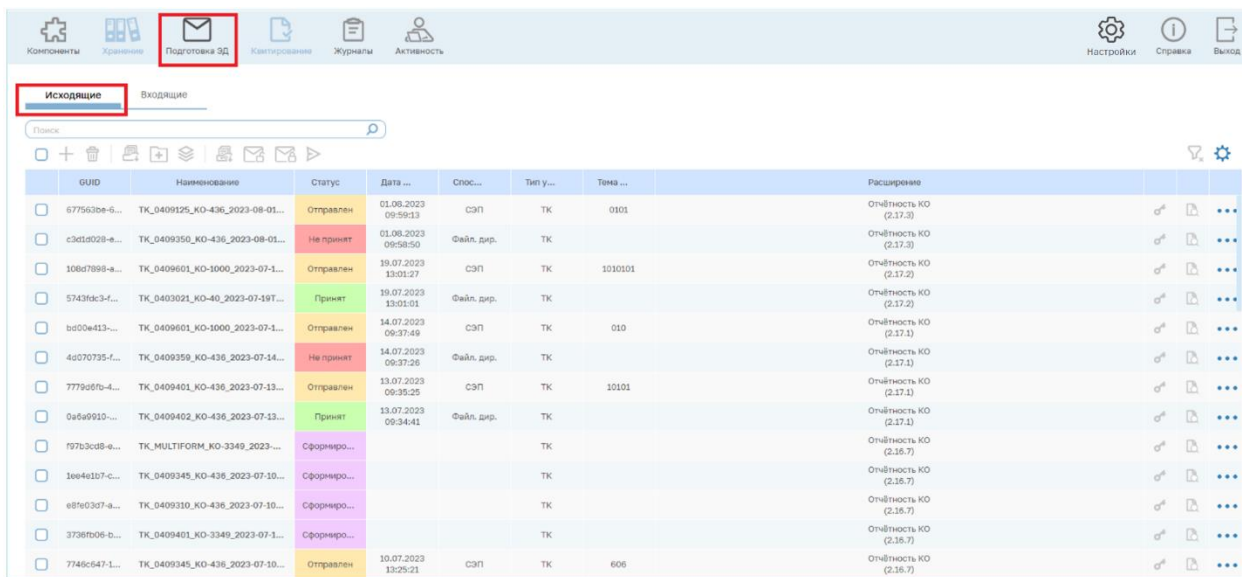 Компоненты Хранение Подготовка ЭД Квитирование Журналы Активность Настройки Справка Выход
Исходящие Входящие
Поиск
GUID Наименование Статус Дата ... Спос... Тип у... Тема ... Расширение
677563be-6... TK_0409125_KO-436_2023-08-01... Отправлен 01.08.2023 09:59:13 СЭП ТК 0101 Отчётность КО (2.17.3)
c3d1d028-e... TK_0409350_KO-436_2023-08-01... Не принят 01.08.2023 09:58:50 Файл. дир. ТК Отчётность КО (2.17.3)
108d7898-a... TK_0409601_KO-1000_2023-07-1... Отправлен 19.07.2023 13:01:27 СЭП ТК 1010101 Отчётность КО (2.17.2)
5743fdc3-f... TK_0403021_KO-40_2023-07-19T... Принят 19.07.2023 13:01:01 Файл. дир. ТК Отчётность КО (2.17.2)
bd00e413-... TK_0409601_KO-1000_2023-07-1... Отправлен 14.07.2023 09:37:49 СЭП ТК 010 Отчётность КО (2.17.1)
4d070735-f... TK_0409359_KO-436_2023-07-14... Не принят 14.07.2023 09:37:26 Файл. дир. ТК Отчётность КО (2.17.1)
7779d6fb-4... TK_0409401_KO-436_2023-07-13... Отправлен 13.07.2023 09:35:25 СЭП ТК 10101 Отчётность КО (2.17.1)
0a6a9910-... TK_0409402_KO-436_2023-07-13... Принят 13.07.2023 09:34:41 Файл. дир. ТК Отчётность КО (2.17.1)
f97b3cd8-e... TK_MULTIFORM_KO-3349_2023-... Сформиро... ТК Отчётность КО (2.16.7)
1ee4e1b7-c... TK_0409345_KO-436_2023-07-10... Сформиро... ТК Отчётность КО (2.16.7)
e8fe03d7-a... TK_0409310_KO-436_2023-07-10... Сформиро... ТК Отчётность КО (2.16.7)
3736fb06-b... TK_0409401_KO-3349_2023-07-1... Сформиро... ТК Отчётность КО (2.16.7)
7746c647-1... TK_0409345_KO-436_2023-07-10... Отправлен 10.07.2023 13:25:21 СЭП ТК 606 Отчётность КО (2.16.7)